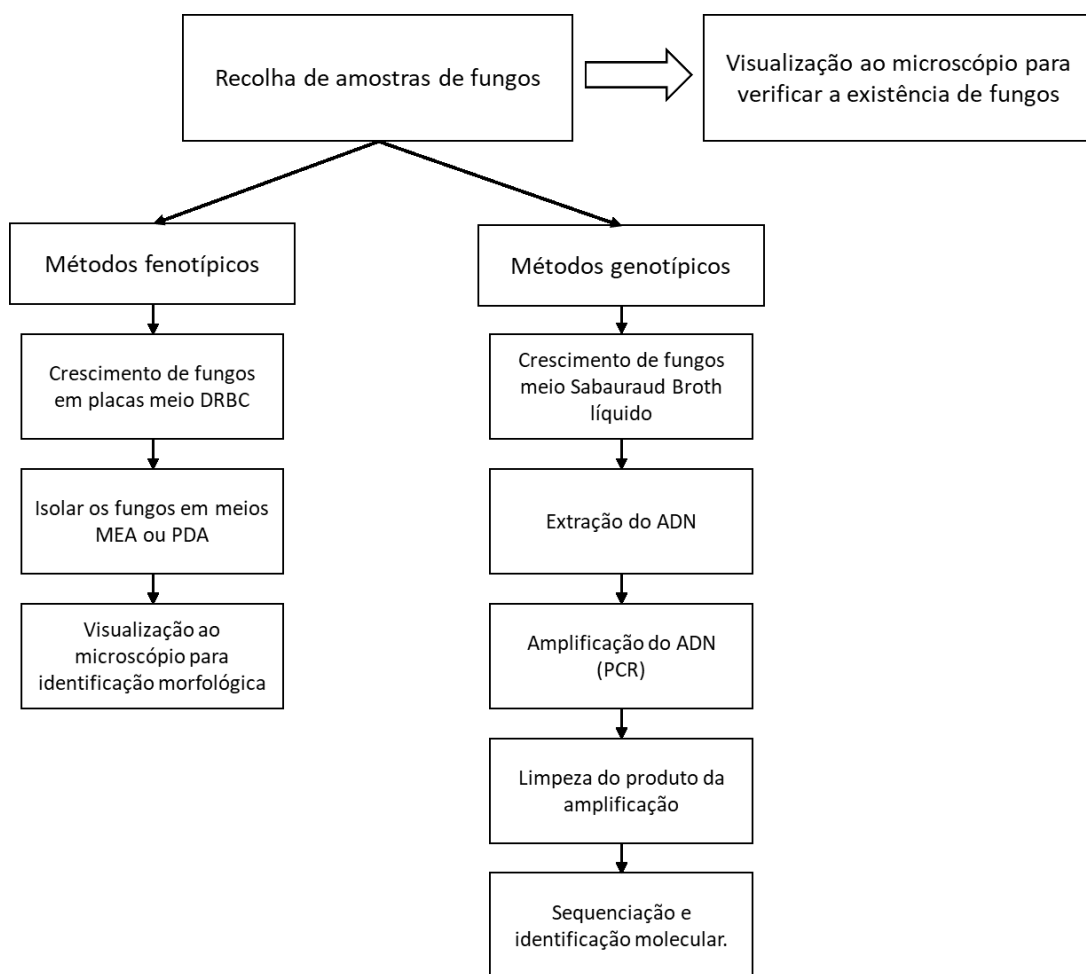 Recolha de amostras de fungos
Visualização ao microscópio para
verificar a existência de fungos
Métodos fenotípicos
Métodos genotípicos
Crescimento de fungos
em placas meio DRBC
Crescimento de fungos
meio Sabauraud Broth
líquido
Isolar os fungos em meios
MEA ou PDA
Extração do ADN
Visualização ao
microscópio para
identificação morfológica
Amplificação do ADN
(PCR)
Limpeza do produto da
amplificação
Sequenciação e
identificação molecular.